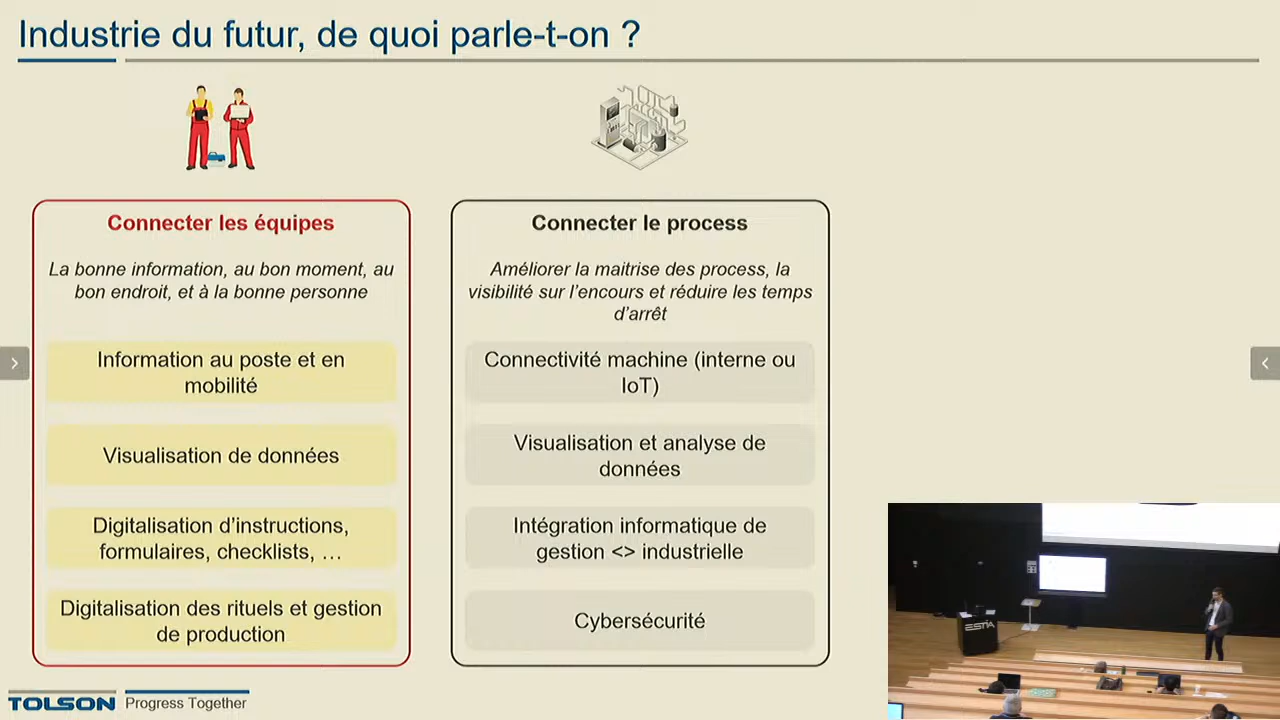 Industrie du futur, de quoi parle-t-on ?
Connecter les équipes
La bonne information, au bon moment, au
bon endroit, et à la bonne personne
Information au poste et en
mobilité
Visualisation de données
Digitalisation d'instructions,
formulaires, checklists, …
Digitalisation des rituels et gestion
de production
Connecter le process
Améliorer la maitrise des process, la
visibilité sur l'encours et réduire les temps
d'arrêt
Connectivité machine (interne ou
IoT)
Visualisation et analyse de
données
Intégration informatique de
gestion <> industrielle
Cybersécurité
ESTIA
TOLSON Progress Together